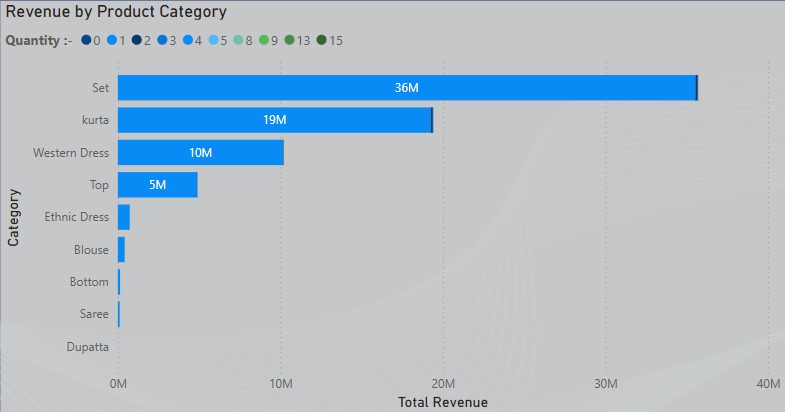 Revenue by Product Category
Quantity :- 0 1 2 3 4 5 8 9 13 15
Category
Set 36M
kurta 19M
Western Dress 10M
Top 5M
Ethnic Dress
Blouse
Bottom
Saree
Dupatta
0M 10M 20M 30M 40M
Total Revenue